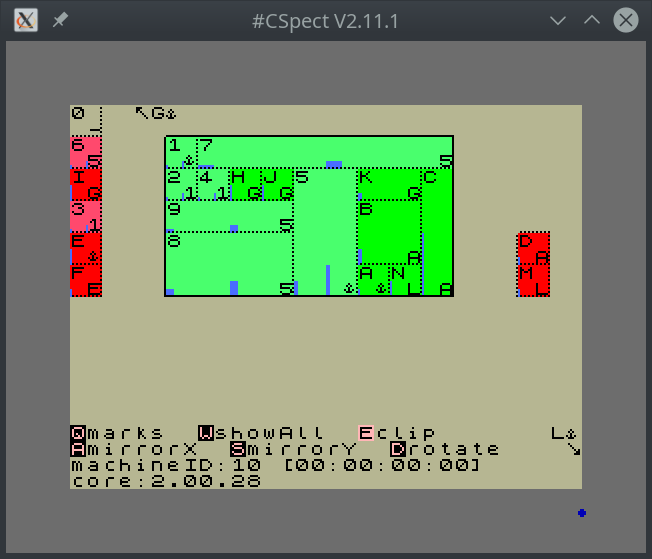 #CSpect V2.11.1
0 ↖G⚓
6 1 7
5 ⚓ 5
I 2 4 H J 5 K C
G 1 1 G G G
3 9 B
1 5
E 8 D
⚓ A A
F A N M
E 5 ⚓ ⚓ L A L
Qmarks WshowAll Eclip L⚓
AmirrorX SmirrorY Drotate ↘
machineID:10 [00:00:00:00]
core:2.00.28